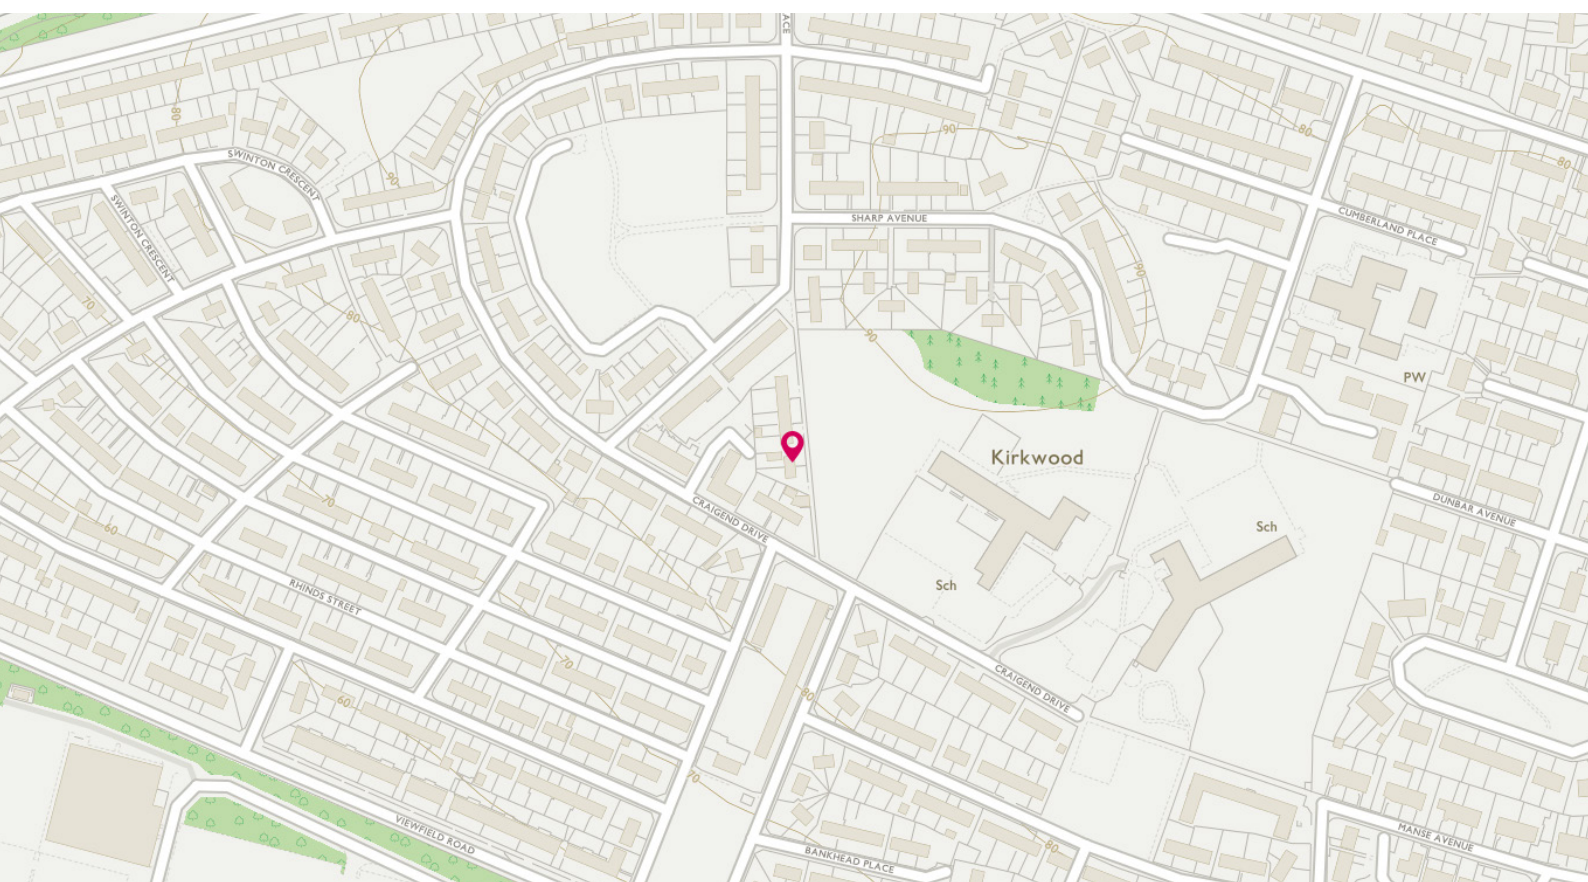 ACE
80
90
90
80
80
SWINTON CRESCENT
90
SWINTON CRESCENT
SHARP AVENUE
CUMBERLAND PLACE
90
70
80
90
PW
Kirkwood
70
CRAIGEND DRIVE
DUNBAR AVENUE
60
Sch
Sch
RHINDS STREET
70
CRAIGEND DRIVE
80
60
70
VIEWFIELD ROAD
MANSE AVENUE
80
BANKHEAD PLACE